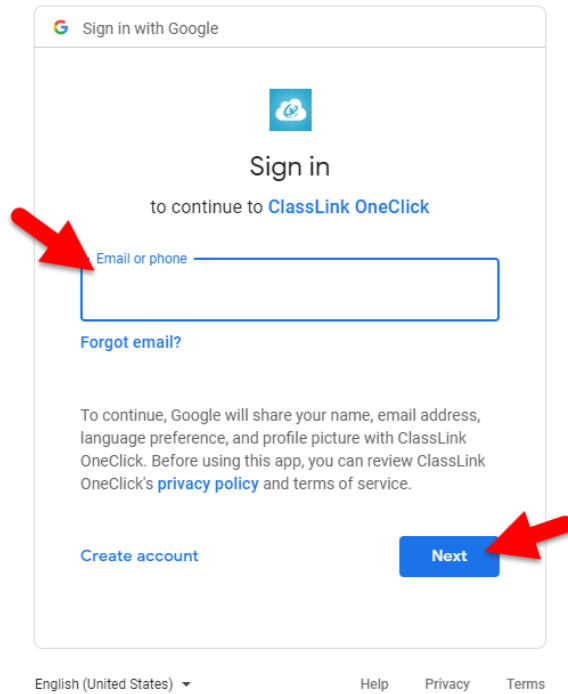 Sign in with Google
Sign in
to continue to ClassLink OneClick
Email or phone
Forgot email?
To continue, Google will share your name, email address,
language preference, and profile picture with ClassLink
OneClick. Before using this app, you can review ClassLink
OneClick's privacy policy and terms of service.
Create account Next
English (United States) Help Privacy Terms